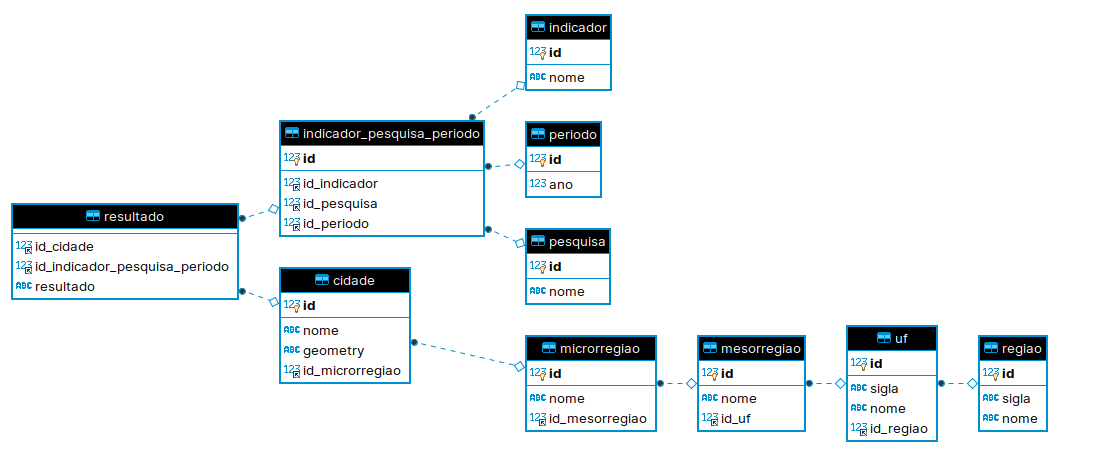 indicador
123 id
ABC nome
indicador_pesquisa_periodo
123 id
123 id_indicador
123 id_pesquisa
123 id_periodo
periodo
123 id
123 ano
resultado
123 id_cidade
123 id_indicador_pesquisa_periodo
ABC resultado
pesquisa
123 id
ABC nome
cidade
123 id
ABC nome
ABC geometry
123 id_microrregiao
microrregiao
123 id
ABC nome
123 id_mesorregiao
mesorregiao
123 id
ABC nome
123 id_uf
uf
123 id
ABC sigla
ABC nome
123 id_regiao
regiao
123 id
ABC sigla
ABC nome